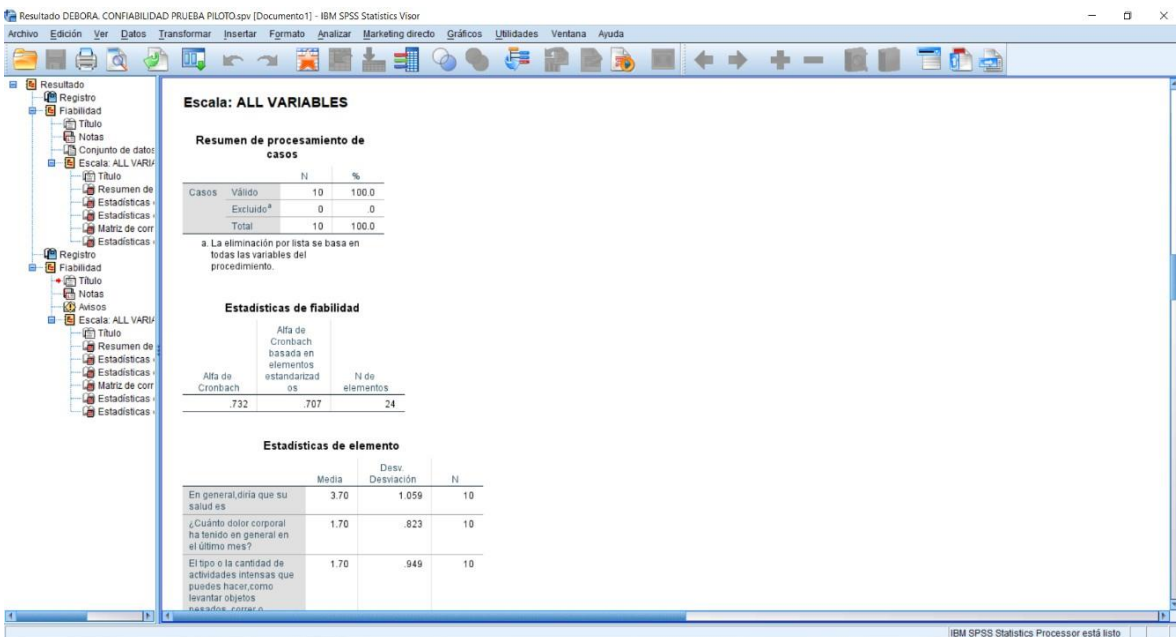 Resultado DEBORA. CONFIABILIDAD PRUEBA PILOTO.spv [Documento1] - IBM SPSS Statistics Visor
Archivo Edición Ver Datos Transformar Insertar Formato Analizar Marketing directo Gráficos Utilidades Ventana Ayuda
Resultado
Registro
Fiabilidad
Título
Notas
Conjunto de datos
Escala: ALL VARIA
Título
Resumen de
Estadísticas
Estadísticas
Matriz de corr
Estadísticas
Registro
Fiabilidad
Título
Notas
Avisos
Escala: ALL VARIA
Título
Resumen de
Estadísticas
Estadísticas
Matriz de corr
Estadísticas
Estadísticas
Escala: ALL VARIABLES
Resumen de procesamiento de
casos
N %
Casos Válido 10 100.0
Excluido a 0 .0
Total 10 100.0
a. La eliminación por lista se basa en
todas las variables del
procedimiento.
Estadísticas de fiabilidad
Alfa de
Cronbach
basada en
elementos
Alfa de estandarizad N de
Cronbach os elementos
.732 .707 24
Estadísticas de elemento
Desv.
Media Desviación N
En general,diría que su 3.70 1.059 10
salud es
¿Cuánto dolor corporal 1.70 .823 10
ha tenido en general en
el último mes?
El tipo o la cantidad de 1.70 .949 10
actividades intensas que
puedes hacer,como
levantar objetos
pesados, correr o
IBM SPSS Statistics Processor está listo